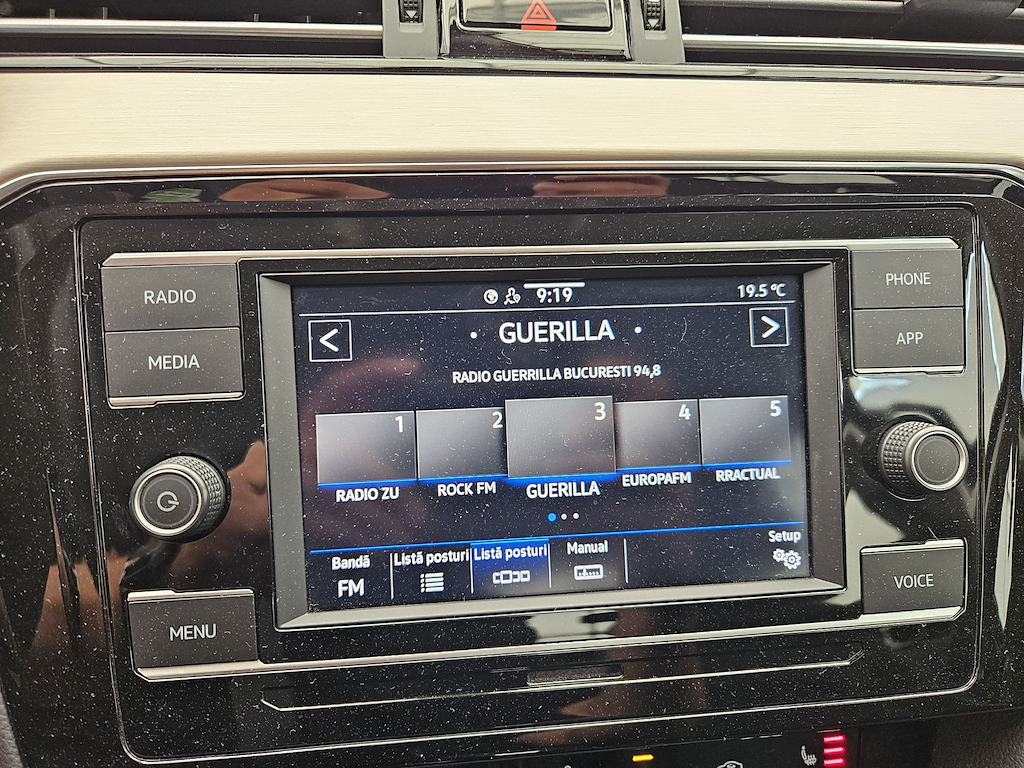 RADIO
MEDIA
MENU
PHONE
APP
VOICE
9:19
19.5 °C
<
• GUERILLA •
>
RADIO GUERRILLA BUCURESTI 94,8
1
2
3
4
5
RADIO ZU
ROCK FM
GUERILLA
EUROPAFM
RRACTUAL
Bandă
FM
Listă posturi
Listă posturi
Manual
Setup